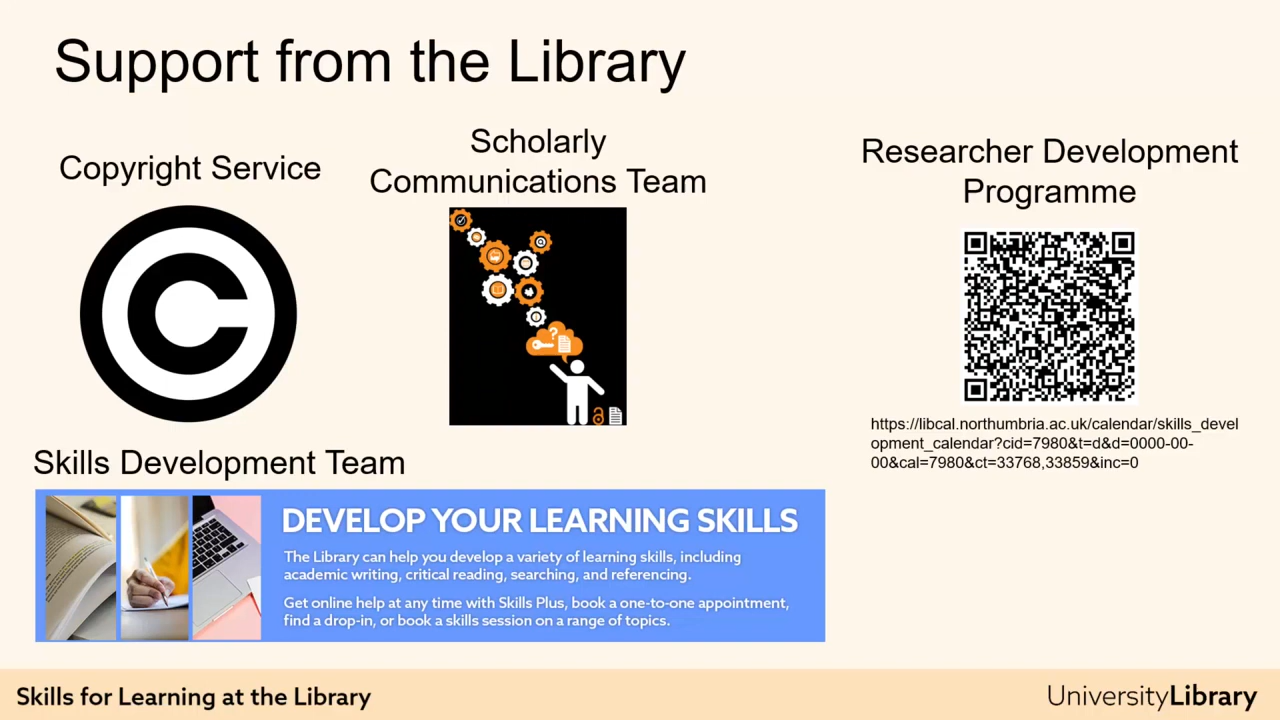 Support from the Library
Copyright Service
Scholarly
Communications Team
Researcher Development
Programme
https://libcal.northumbria.ac.uk/calendar/skills_devel
opment_calendar?cid=7980&t=d&d=0000-00-
00&cal=7980&ct=33768,33859&inc=0
Skills Development Team
DEVELOP YOUR LEARNING SKILLS
The Library can help you develop a variety of learning skills, including
academic writing, critical reading, searching, and referencing.
Get online help at any time with Skills Plus, book a one-to-one appointment,
find a drop-in, or book a skills session on a range of topics.
Skills for Learning at the Library
UniversityLibrary